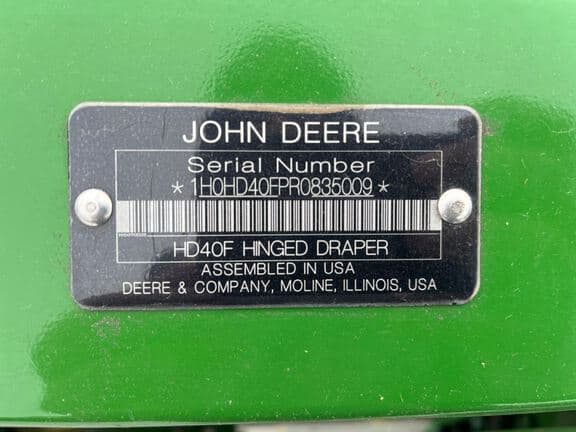 JOHN DEERE
Serial Number
*1H0HD40FPR0835009*
HD40F HINGED DRAPER
ASSEMBLED IN USA
DEERE & COMPANY, MOLINE, ILLINOIS, USA